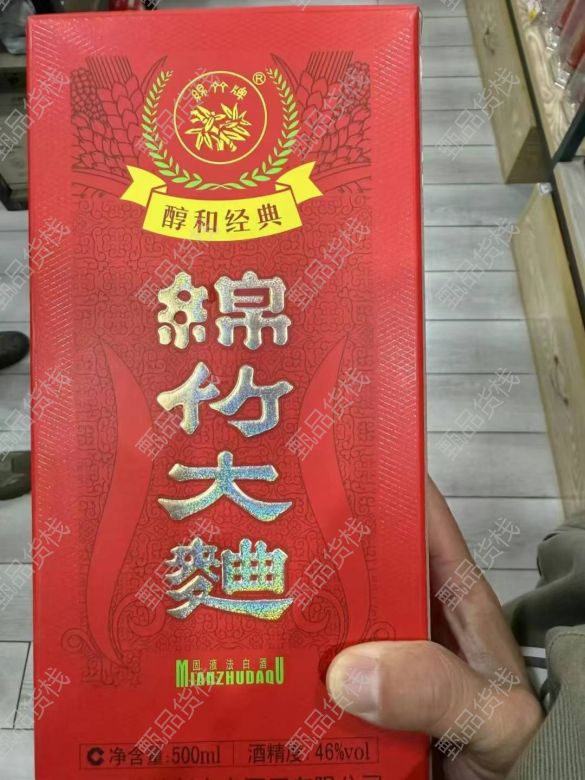 綿竹牌
®
醇和经典
綿
竹
大
麯
固液法白酒
MIANZHUDAQU
净含量:500ml 酒精度:46%vol
甄品货栈